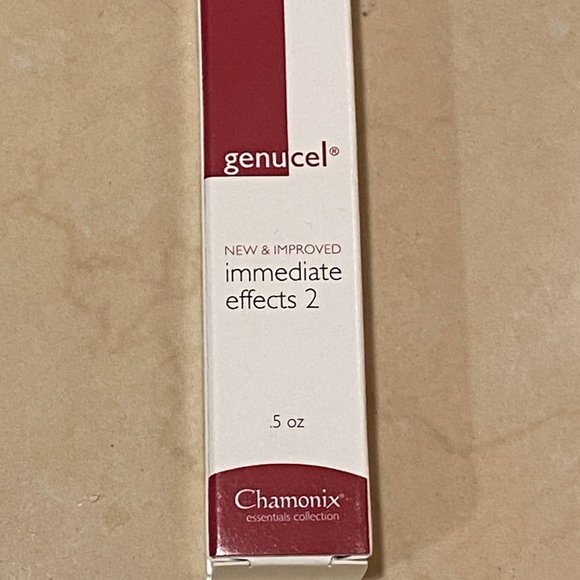 genucel®
NEW & IMPROVED
immediate
effects 2
.5 oz
Chamonix®
essentials collection